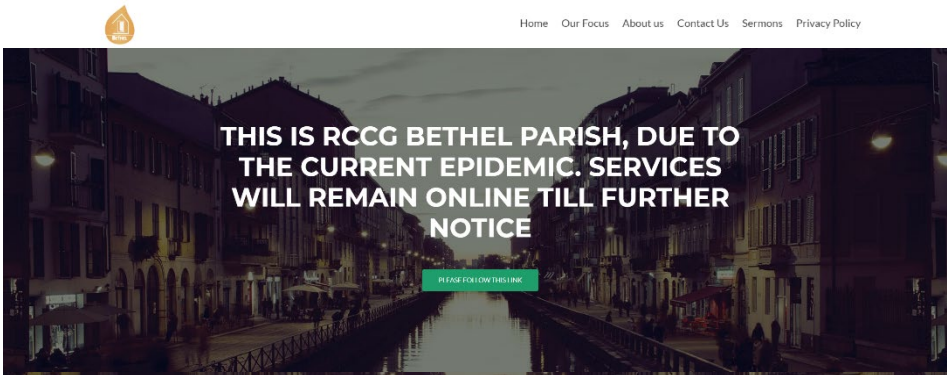 Home Our Focus About us Contact Us Sermons Privacy Policy
BETHEL
THIS IS RCCG BETHEL PARISH, DUE TO
THE CURRENT EPIDEMIC. SERVICES
WILL REMAIN ONLINE TILL FURTHER
NOTICE
PLEASE FOLLOW THIS LINK